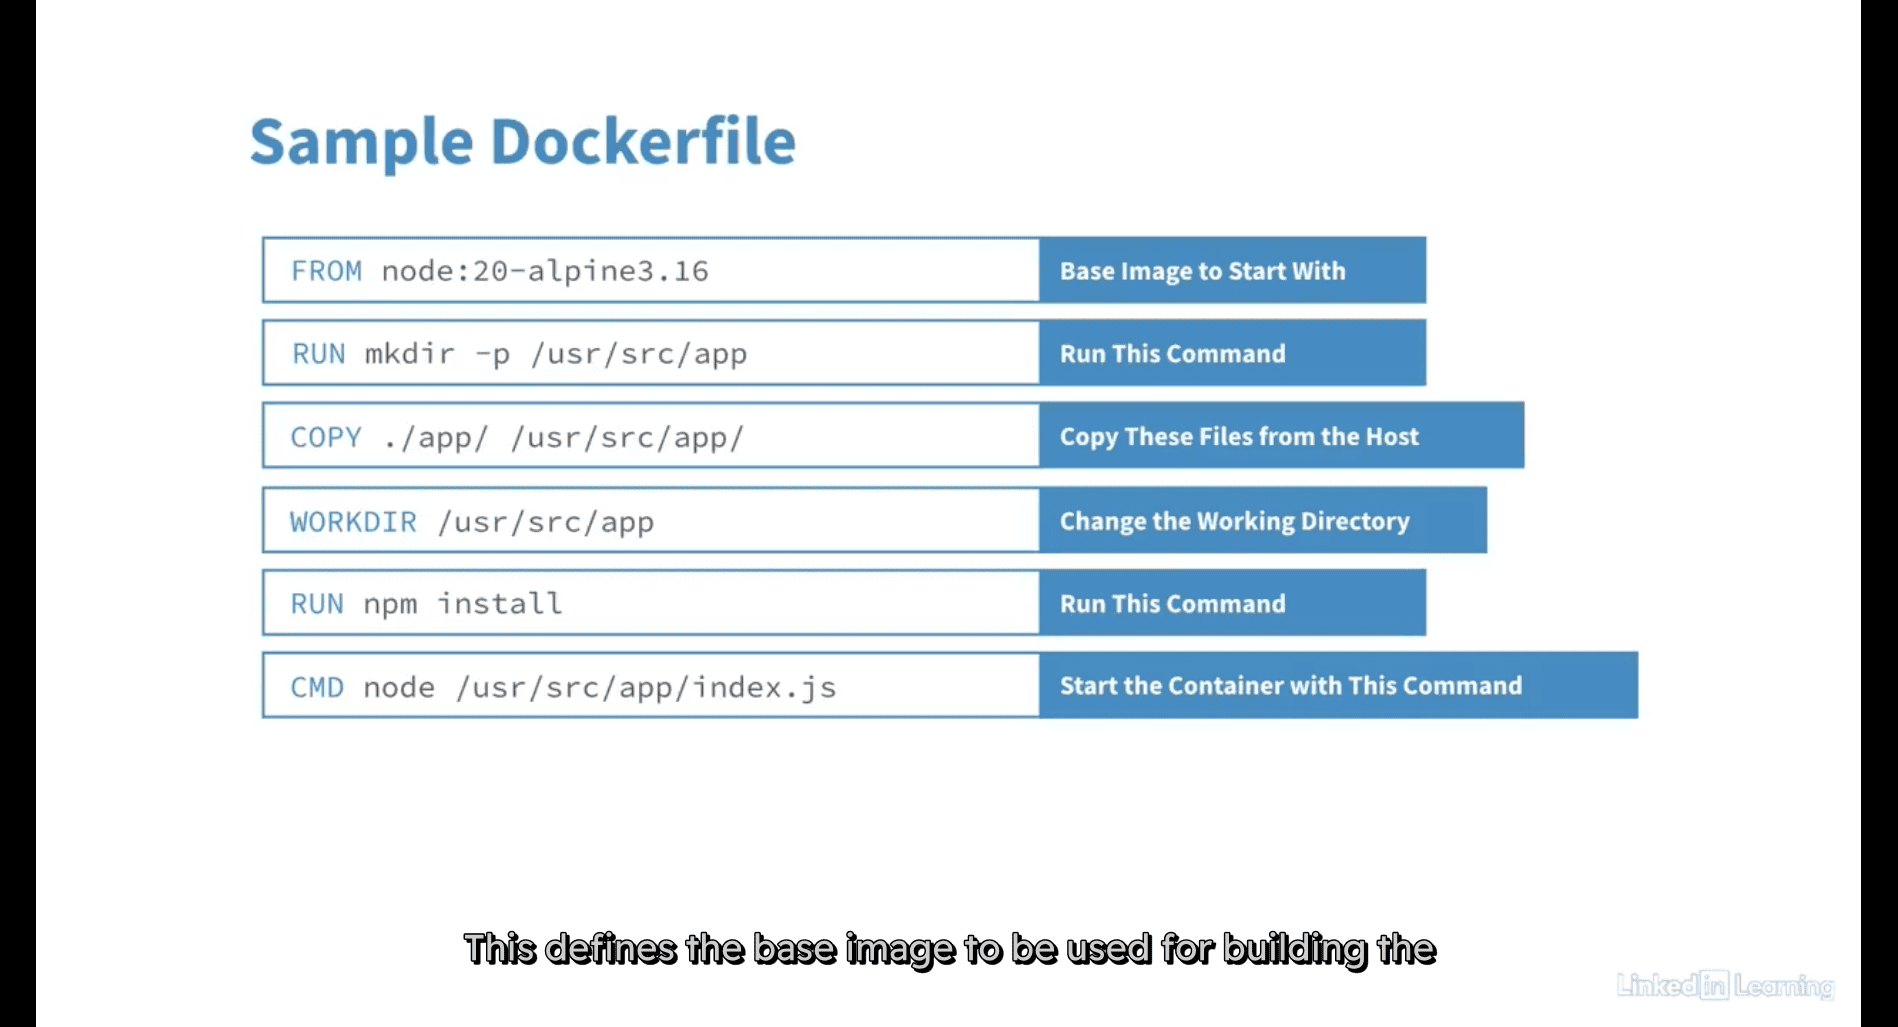 Sample Dockerfile
FROM node:20-alpine3.16 Base Image to Start With
RUN mkdir -p /usr/src/app Run This Command
COPY ./app/ /usr/src/app/ Copy These Files from the Host
WORKDIR /usr/src/app Change the Working Directory
RUN npm install Run This Command
CMD node /usr/src/app/index.js Start the Container with This Command
This defines the base image to be used for building the
Linked in Learning